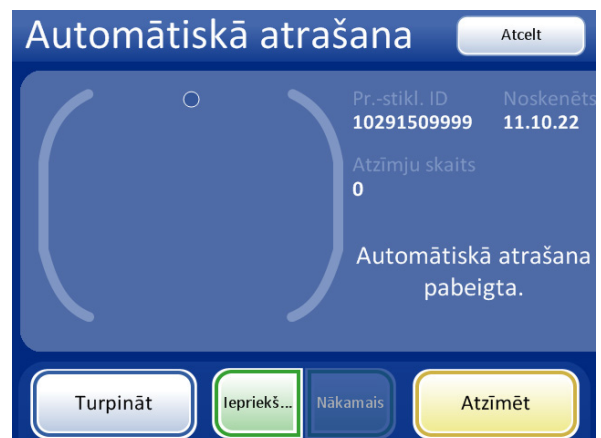 Automātiskā atrašana
Atcelt
Pr.-stikl. ID Noskenēts
10291509999 11.10.22
Atzīmju skaits
0
Automātiskā atrašana
pabeigta.
Turpināt
Iepriekš...
Nākamais
Atzīmēt